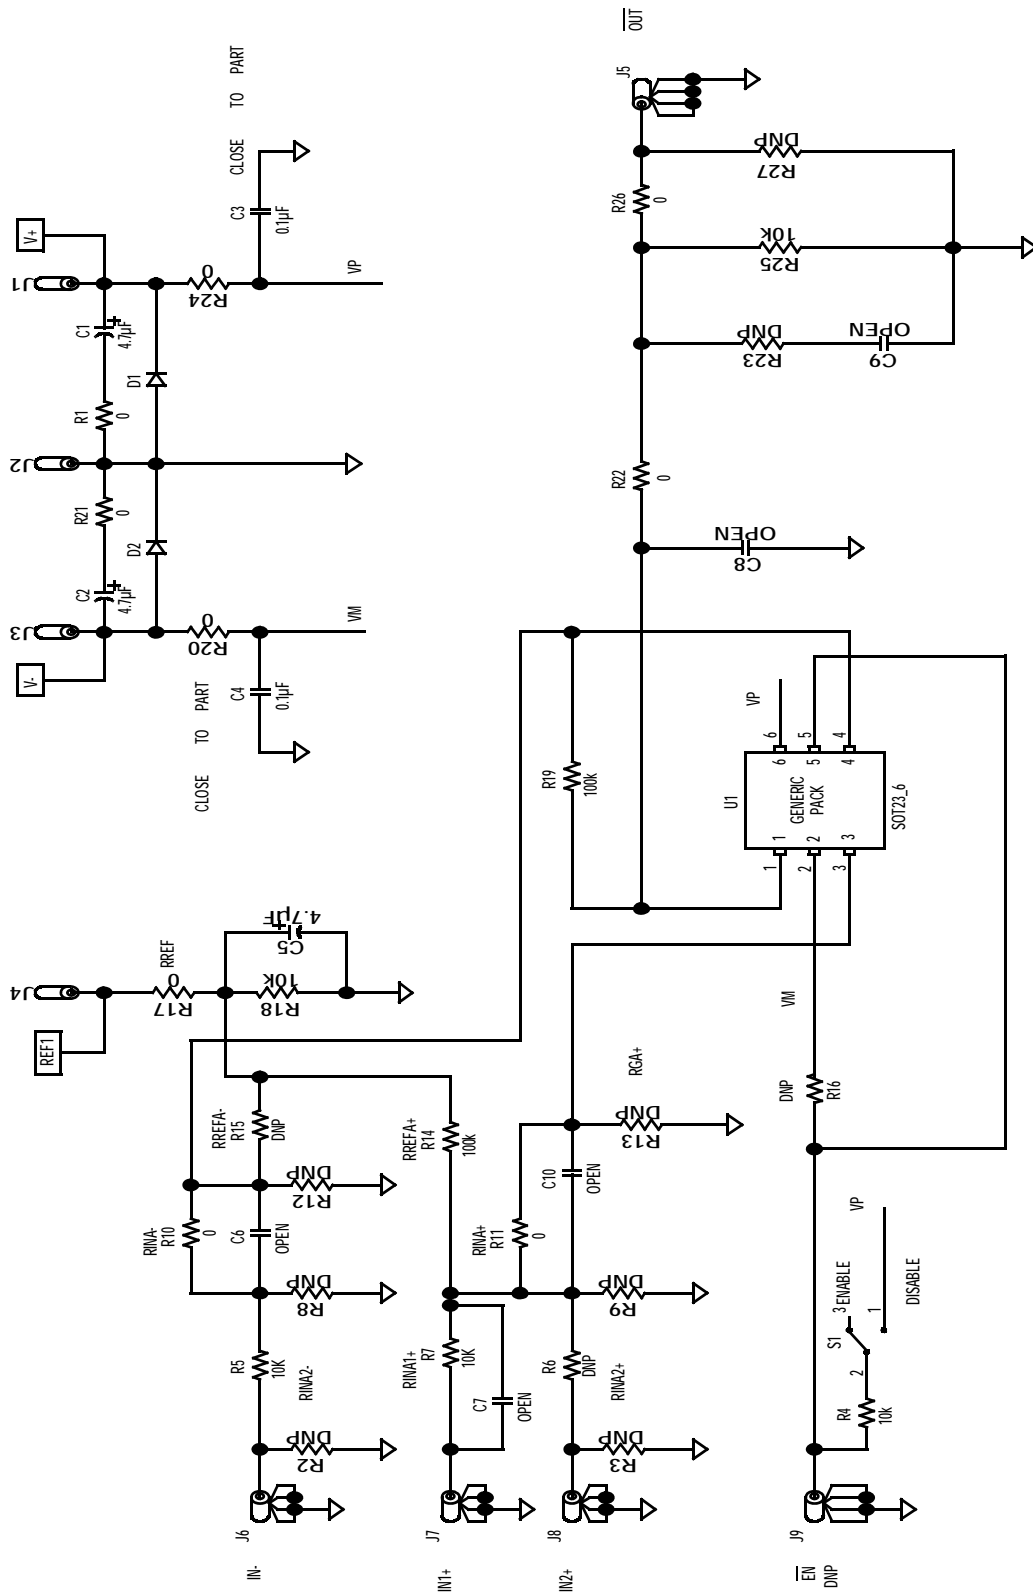 J1
J2
J3
V+
V-
C1
4.7µF
R1
0
R21
0
C2
4.7µF
D1
D2
R24
0
R20
0
C3
0.1µF
CLOSE TO PART
VP
C4
0.1µF
CLOSE TO PART
VM
J4
REF1
R17
0
RREF
R18
10k
C5
4.7µF
J6
IN-
R2
DNP
R5
10K
RINA2-
R8
DNP
RINA-
R10
0
C6
OPEN
R12
DNP
RREFA-
R15
DNP
J7
IN1+
RINA1+
R7
10K
C7
OPEN
RREFA+
R14
100k
J8
IN2+
R3
DNP
R6
DNP
RINA2+
R9
DNP
RINA+
R11
0
C10
OPEN
R13
DNP
RGA+
J9
EN
DNP
R4
10k
S1
2
3
ENABLE
1
DISABLE
VP
DNP
R16
VM
U1
GENERIC
PACK
SOT23_6
1
1
2
2
3
3
4
4
5
5
6
6
VP
R19
100k
C8
OPEN
R22
0
R23
DNP
C9
OPEN
R25
10k
R26
0
R27
DNP
J5
OUT